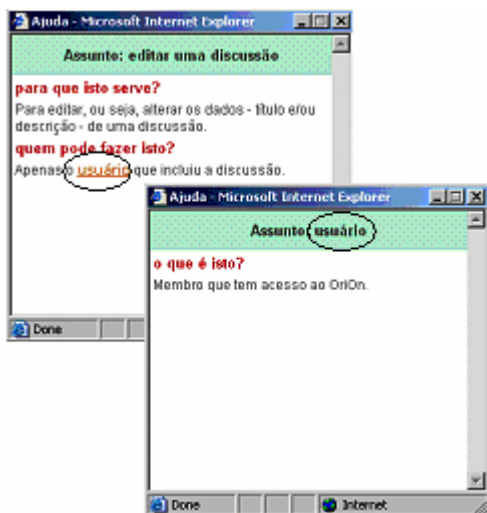 Ajuda - Microsoft Internet Explorer
Assunto: editar uma discussão
para que isto serve?
Para editar, ou seja, alterar os dados - título e/ou
descrição - de uma discussão.
quem pode fazer isto?
Apenas o usuário que incluiu a discussão.
Done
Ajuda - Microsoft Internet Explorer
Assunto: usuário
o que é isto?
Membro que tem acesso ao OriOn.
Done
Internet